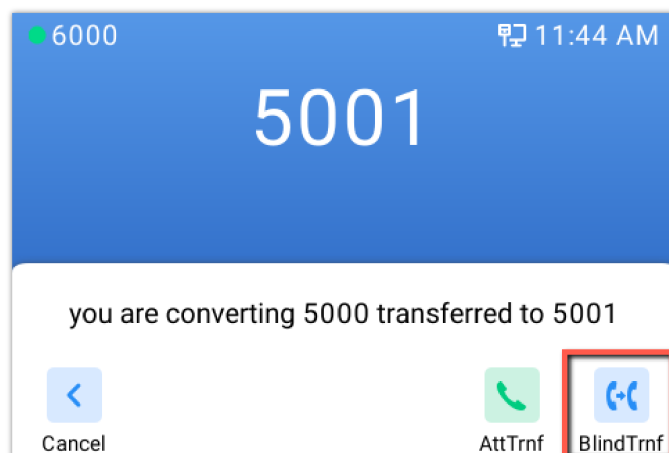 6000 11:44 AM
5001
you are converting 5000 transferred to 5001
Cancel AttTrnf BlindTrnf